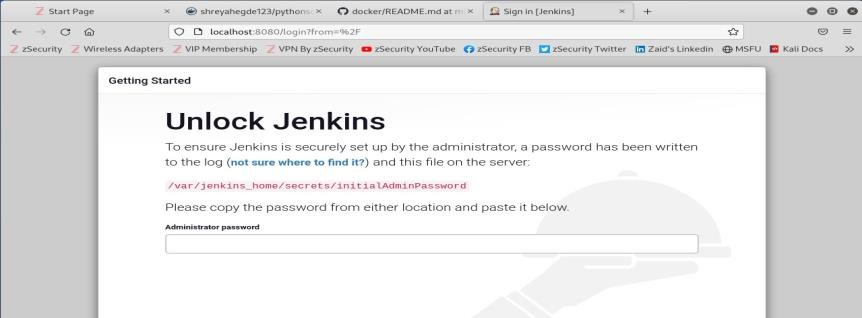 Start Page
shreyahegde123/pythonsc
docker/README.md at m
Sign in [Jenkins]
localhost:8080/login?from=%2F
zSecurity Wireless Adapters VIP Membership VPN By zSecurity zSecurity YouTube zSecurity FB zSecurity Twitter Zaid's Linkedin MSFU Kali Docs
Getting Started
Unlock Jenkins
To ensure Jenkins is securely set up by the administrator, a password has been written
to the log (not sure where to find it?) and this file on the server:
/var/jenkins_home/secrets/initialAdminPassword
Please copy the password from either location and paste it below.
Administrator password